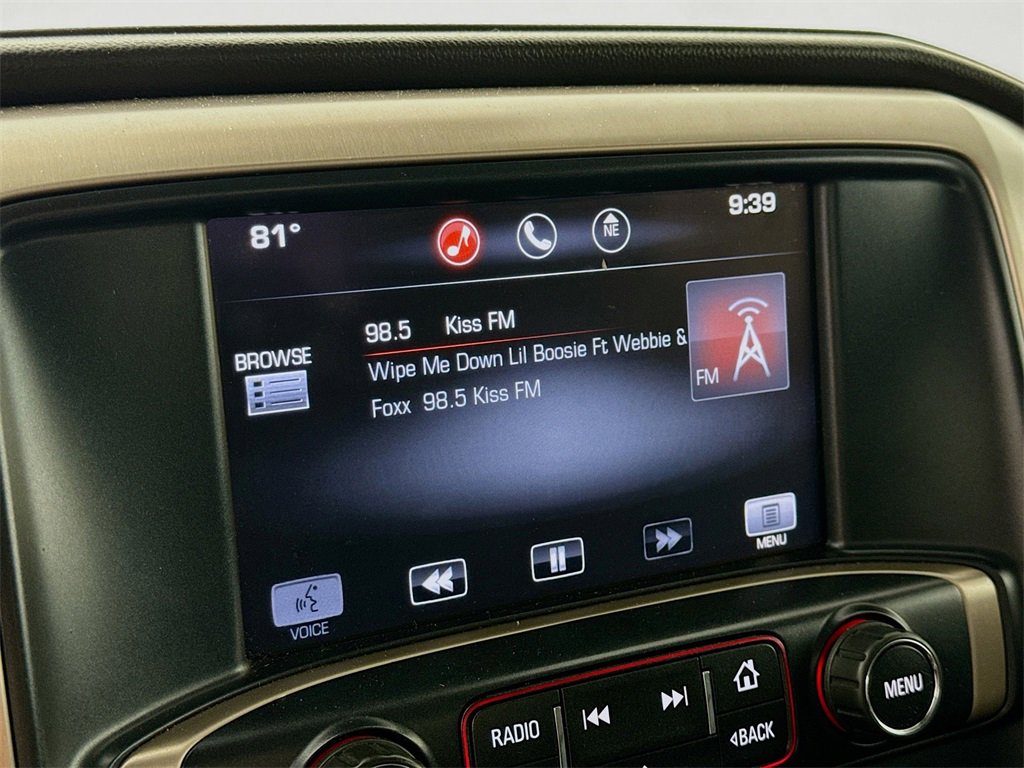 81°
NE
9:39
98.5 Kiss FM
BROWSE
Wipe Me Down Lil Boosie Ft Webbie &
Foxx 98.5 Kiss FM
FM
VOICE
MENU
RADIO
BACK
MENU